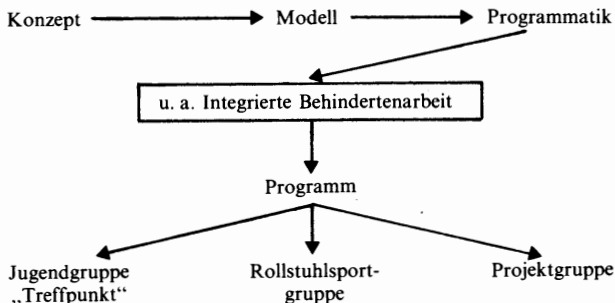 Konzept Modell Programmatik
u. a. Integrierte Behindertenarbeit
Programm
Jugendgruppe Rollstuhlsport- Projektgruppe
„Treffpunkt“ gruppe